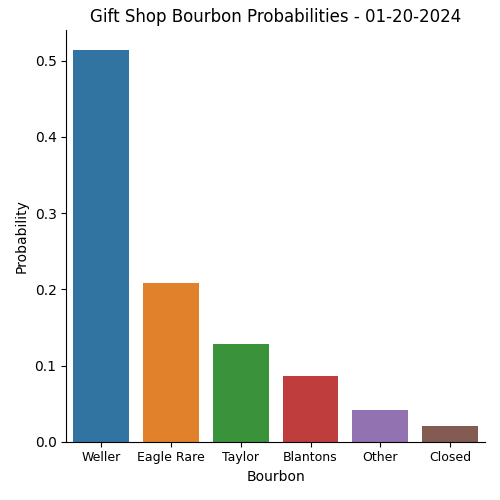 Gift Shop Bourbon Probabilities - 01-20-2024
Probability
0.5
0.4
0.3
0.2
0.1
0.0
Weller Eagle Rare Taylor Blantons Other Closed
Bourbon